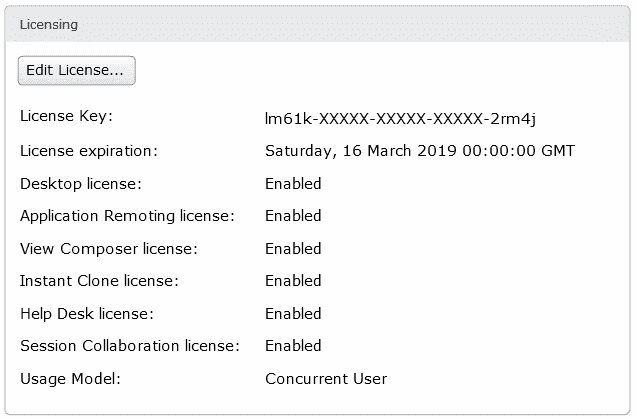 Licensing
Edit License...
License Key: lm61k-XXXXX-XXXXX-XXXXX-2rm4j
License expiration: Saturday, 16 March 2019 00:00:00 GMT
Desktop license: Enabled
Application Remoting license: Enabled
View Composer license: Enabled
Instant Clone license: Enabled
Help Desk license: Enabled
Session Collaboration license: Enabled
Usage Model: Concurrent User